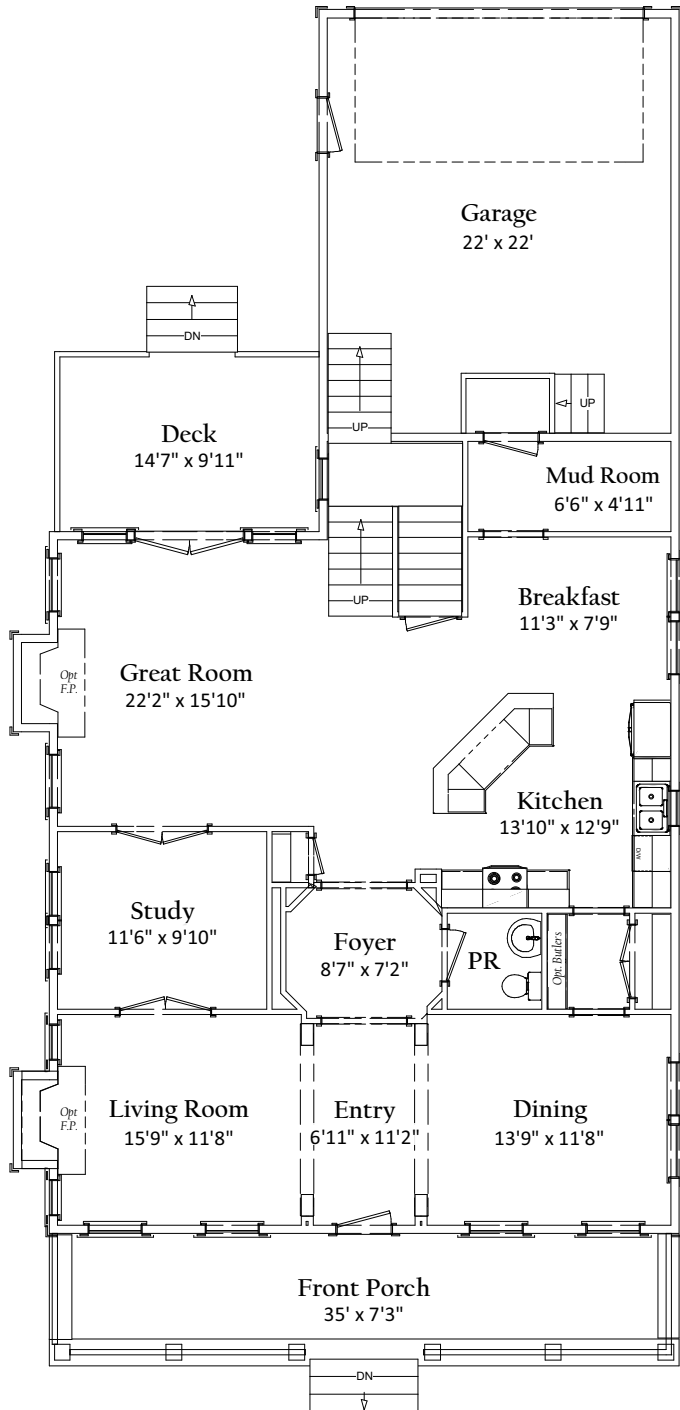 Garage
22' x 22'
DN
UP
UP
Deck
14'7" x 9'11"
Mud Room
6'6" x 4'11"
UP
Breakfast
11'3" x 7'9"
Opt
F.P.
Great Room
22'2" x 15'10"
Kitchen
13'10" x 12'9"
D/W
Study
11'6" x 9'10"
Foyer
8'7" x 7'2"
PR
Opt. Butlers
Opt
F.P.
Living Room
15'9" x 11'8"
Entry
6'11" x 11'2"
Dining
13'9" x 11'8"
Front Porch
35' x 7'3"
DN